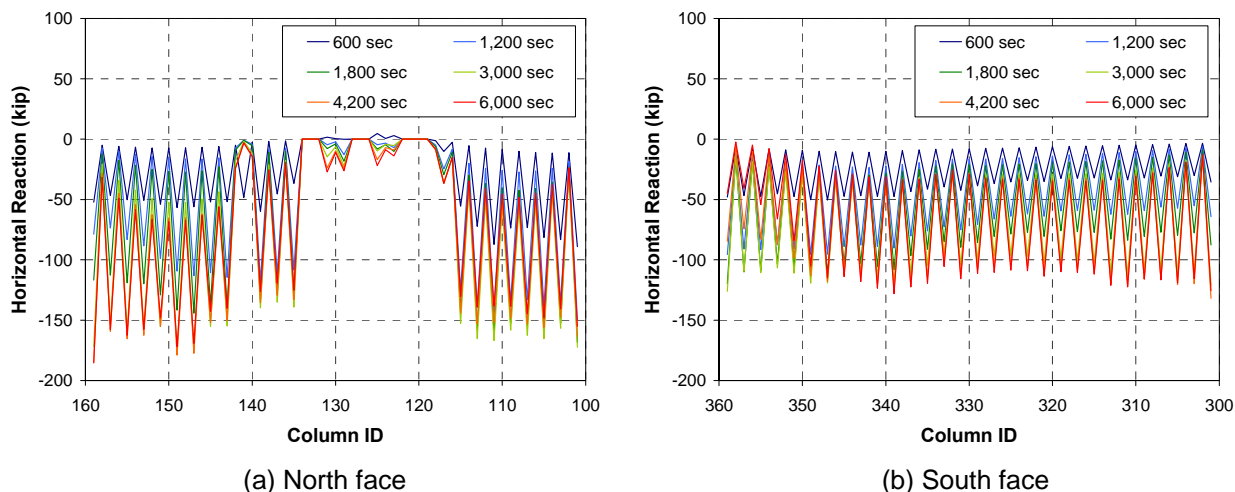 100
50
0
-50
-100
-150
-200
Horizontal Reaction (kip)
600 sec 1,200 sec
1,800 sec 3,000 sec
4,200 sec 6,000 sec
160 150 140 130 120 110 100
Column ID
(a) North face
100
50
0
-50
-100
-150
-200
Horizontal Reaction (kip)
600 sec 1,200 sec
1,800 sec 3,000 sec
4,200 sec 6,000 sec
360 350 340 330 320 310 300
Column ID
(b) South face